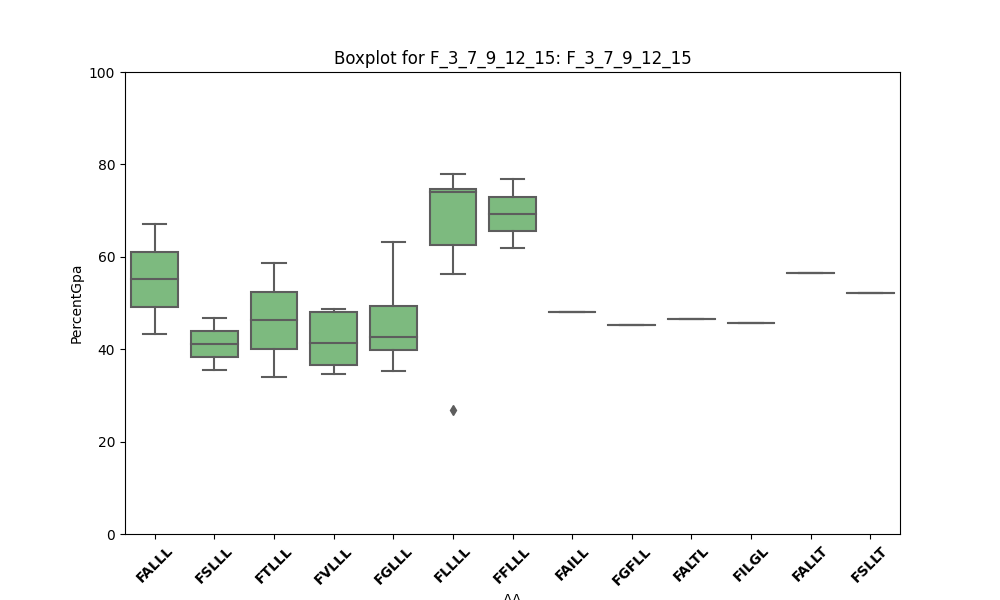 Boxplot for F_3_7_9_12_15: F_3_7_9_12_15
100
80
60
40
20
0
PercentGpa
FALLL
FSLLL
FTLLL
FVLLL
FGLLL
FLLLL
FFLLL
FAILL
FGFLL
FALTL
FILGL
FALLT
FSLLT
AA